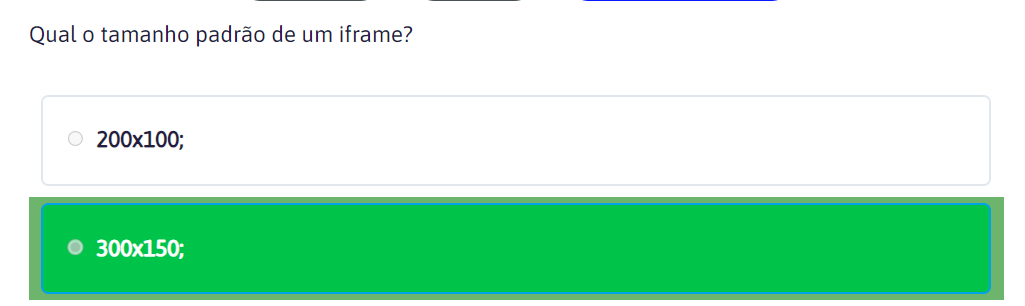 Qual o tamanho padrão de um iframe?
200x100;
300x150;